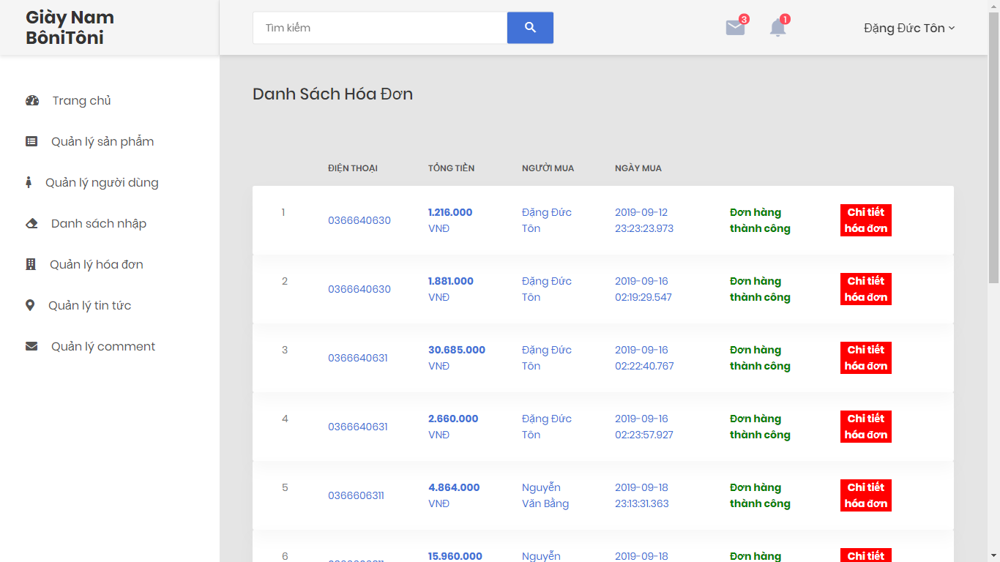 Giày Nam
BôniTôni
Tìm kiếm
3
1
Đặng Đức Tôn
Trang chủ
Quản lý sản phẩm
Quản lý người dùng
Danh sách nhập
Quản lý hóa đơn
Quản lý tin tức
Quản lý comment
Danh Sách Hóa Đơn
ĐIỆN THOẠI TỔNG TIỀN NGƯỜI MUA NGÀY MUA
1 0366640630 1.216.000 VNĐ Đặng Đức Tôn 2019-09-12 23:23:23.973 Đơn hàng thành công Chi tiết hóa đơn
2 0366640630 1.881.000 VNĐ Đặng Đức Tôn 2019-09-16 02:19:29.547 Đơn hàng thành công Chi tiết hóa đơn
3 0366640631 30.685.000 VNĐ Đặng Đức Tôn 2019-09-16 02:22:40.767 Đơn hàng thành công Chi tiết hóa đơn
4 0366640631 2.660.000 VNĐ Đặng Đức Tôn 2019-09-16 02:23:57.927 Đơn hàng thành công Chi tiết hóa đơn
5 0366606311 4.864.000 VNĐ Nguyễn Văn Bằng 2019-09-18 23:13:31.363 Đơn hàng thành công Chi tiết hóa đơn
6 15.960.000 Nguyễn 2019-09-18 Đơn hàng Chi tiết